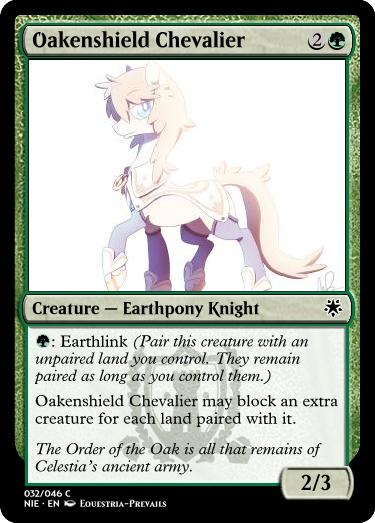 Oakenshield Chevalier 2
Creature — Earthpony Knight
: Earthlink (Pair this creature with an
unpaired land you control. They remain
paired as long as you control them.)
Oakenshield Chevalier may block an extra
creature for each land paired with it.
The Order of the Oak is all that remains of
Celestia's ancient army.
2/3
032/046 C
NIE · EN Equestria-Prevails